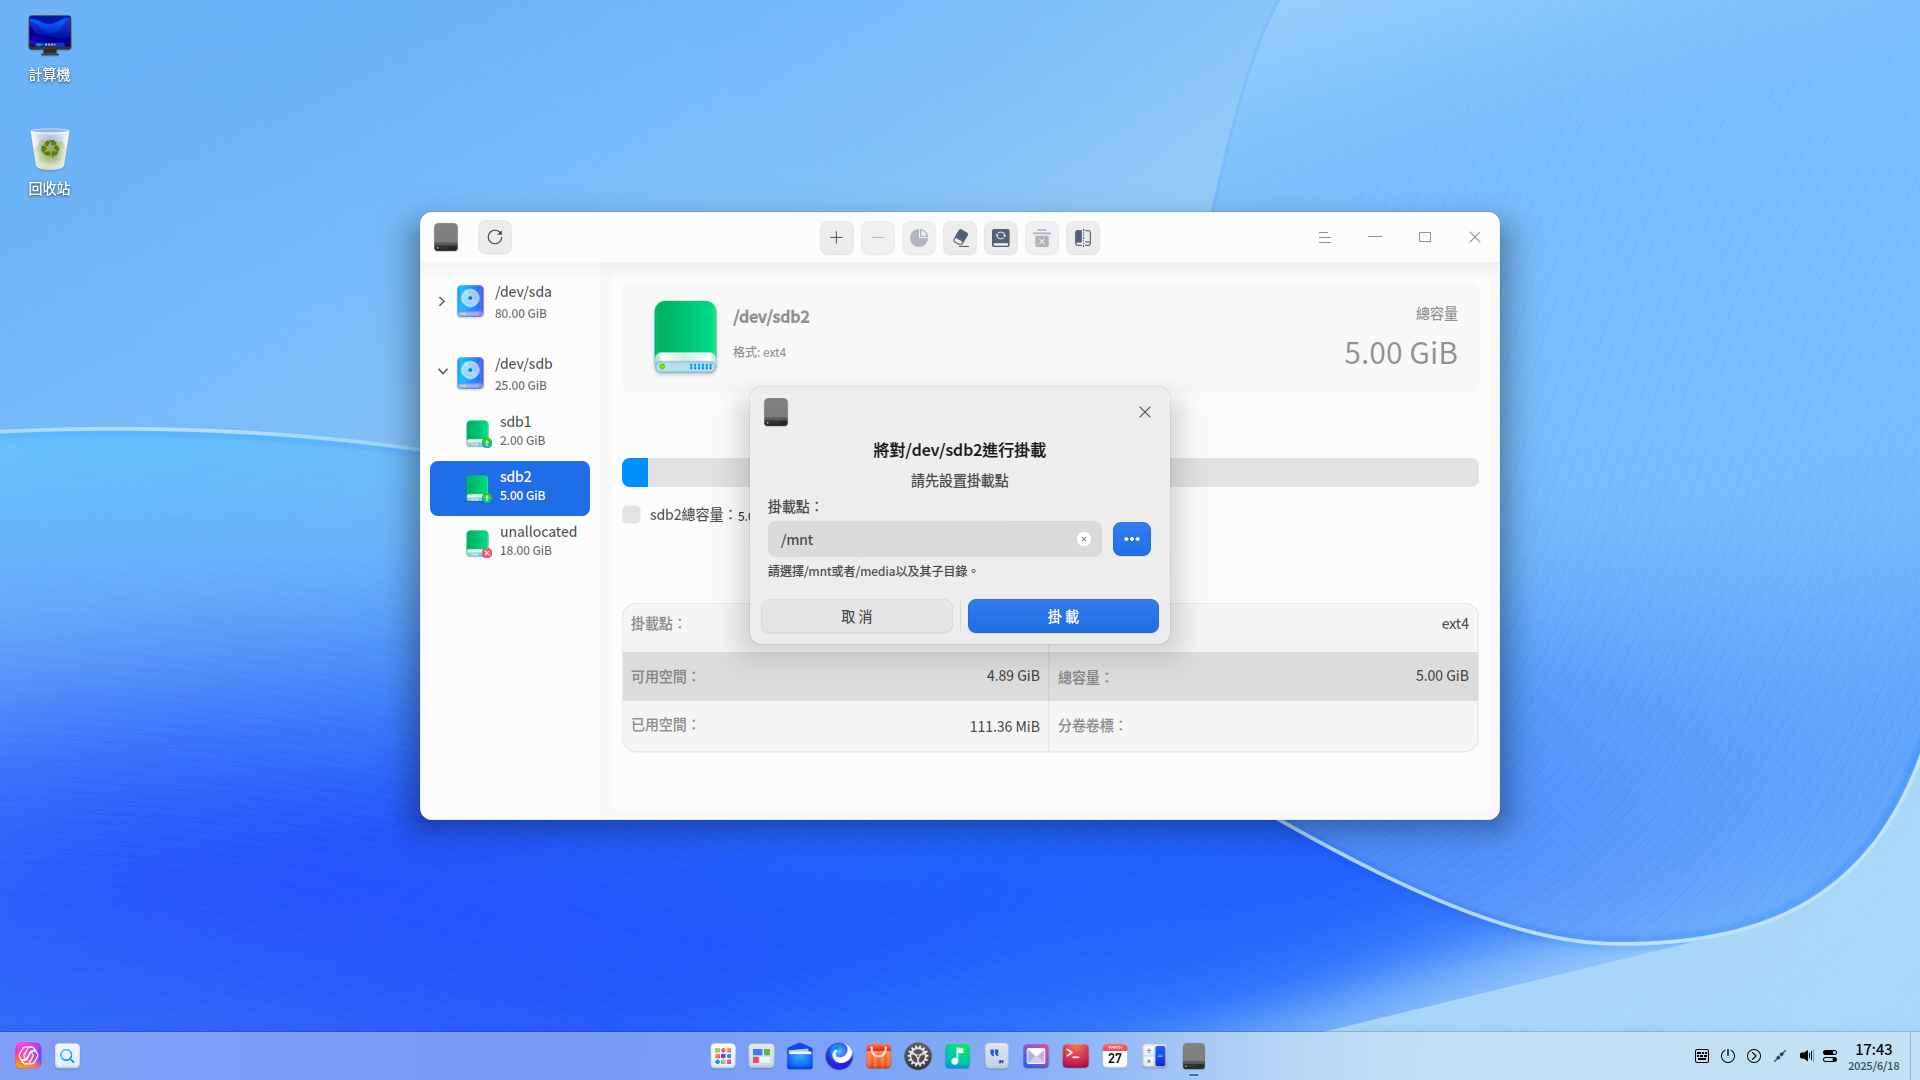 計算機
回收站
/dev/sda
80.00 GiB
/dev/sdb
25.00 GiB
sdb1
2.00 GiB
sdb2
5.00 GiB
unallocated
18.00 GiB
/dev/sdb2
格式: ext4
總容量
5.00 GiB
sdb2總容量：5.0
將對/dev/sdb2進行掛載
請先設置掛載點
掛載點：
/mnt
請選擇/mnt或者/media以及其子目錄。
取 消
掛 載
掛載點：
ext4
可用空間：
4.89 GiB
總容量：
5.00 GiB
已用空間：
111.36 MiB
分卷卷標：
MARCH
27
17:43
2025/6/18